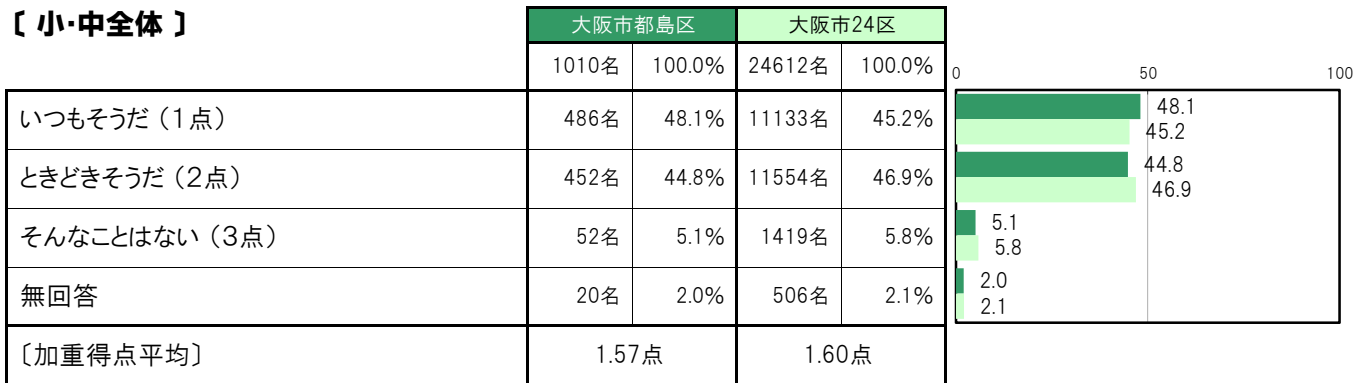 〔 小・中全体 〕
大阪市都島区 大阪市24区
1010名 100.0% 24612名 100.0%
0 50 100
いつもそうだ（１点） 486名 48.1% 11133名 45.2%
48.1
45.2
ときどきそうだ（２点） 452名 44.8% 11554名 46.9%
44.8
46.9
そんなことはない（３点） 52名 5.1% 1419名 5.8%
5.1
5.8
無回答 20名 2.0% 506名 2.1%
2.0
2.1
〔加重得点平均〕 1.57点 1.60点